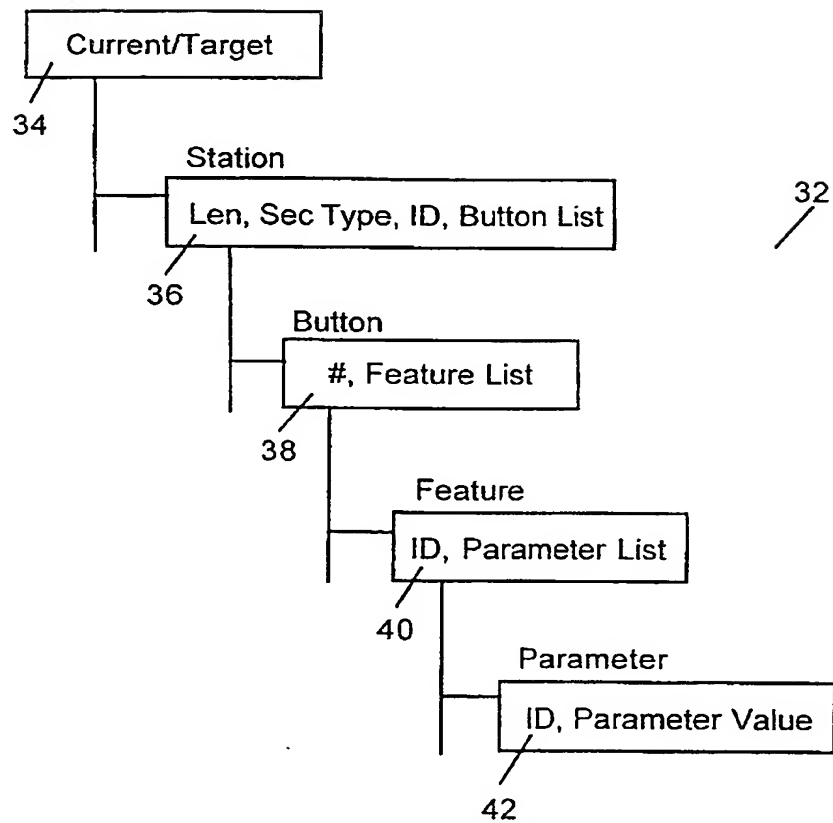 Current/Target
34
Station
32
Len, Sec Type, ID, Button List
36
Button
#, Feature List
38
Feature
ID, Parameter List
40
Parameter
ID, Parameter Value
42